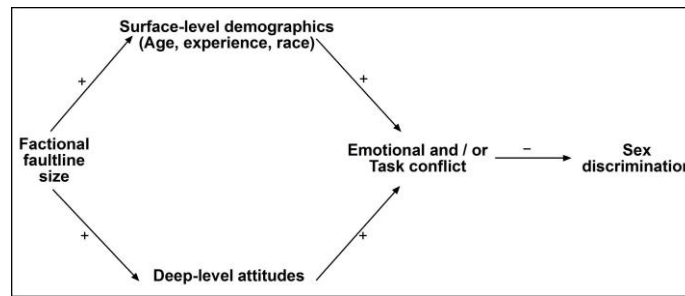 Surface-level demographics
(Age, experience, race)
+
+
Factional
faultline
size
Emotional and / or
Task conflict
–
Sex
discrimination
+
+
Deep-level attitudes